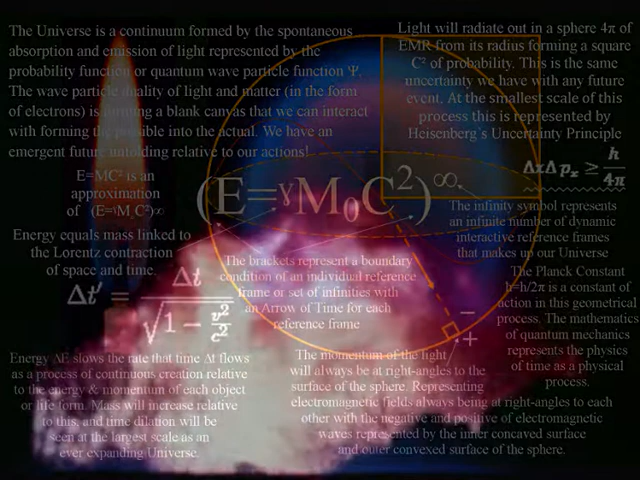 The Universe is a continuum formed by the spontaneous
absorption and emission of light represented by the
probability function or quantum wave particle function Ψ.
The wave particle duality of light and matter (in the form
of electrons) is forming a blank canvas that we can interact
with forming the possible into the actual. We have an
emergent future unfolding relative to our actions!
Light will radiate out in a sphere 4π of
EMR from its radius forming a square
C² of probability. This is the same
uncertainty we have with any future
event. At the smallest scale of this
process this is represented by
Heisenberg`s Uncertainty Principle
ΔxΔpₓ ≥ h/4π
E=MC² is an
approximation
of (E=ˠM˳C²)∞
(E=ˠM₀C²)∞
Energy equals mass linked to
the Lorentz contraction
of space and time.
Δt' = Δt / √(1 − v²/c²)
The infinity symbol represents
an infinite number of dynamic
interactive reference frames
that makes up our Universe
The brackets represent a boundary
condition of an individual reference
frame or set of infinities with
an Arrow of Time for each
reference frame
The Planck Constant
ħ=h/2π is a constant of
action in this geometrical
process. The mathematics
of quantum mechanics
represents the physics
of time as a physical
process.
−
+
Energy ΔE slows the rate that time Δt flows
as a process of continuous creation relative
to the energy & momentum of each object
or life form. Mass will increase relative
to this, and time dilation will be
seen at the largest scale as an
ever expanding Universe.
The momentum of the light
will always be at right-angles to the
surface of the sphere. Representing
electromagnetic fields always being at right-angles to each
other with the negative and positive of electromagnetic
waves represented by the inner concaved surface
and outer convexed surface of the sphere.